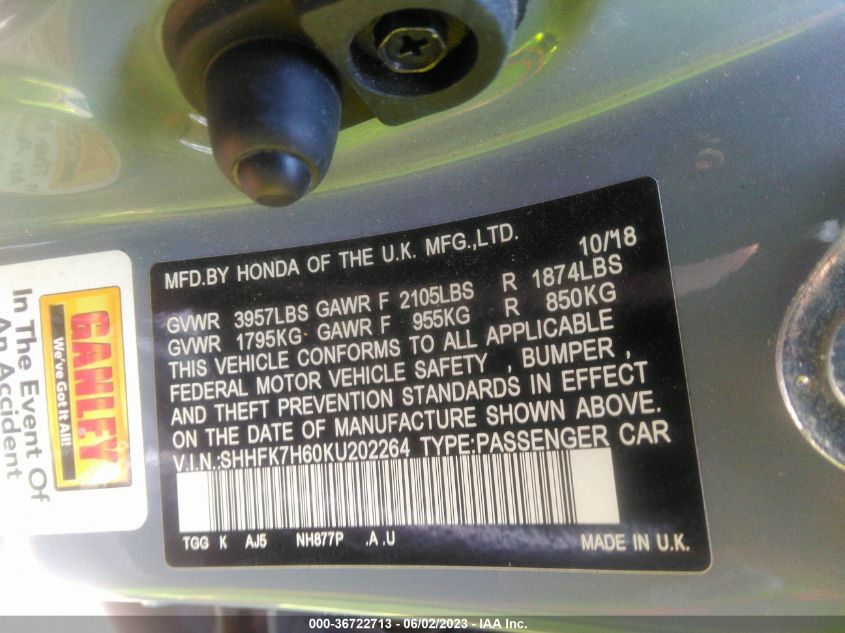 MFD.BY HONDA OF THE U.K. MFG.,LTD. 10/18
GVWR 3957LBS GAWR F 2105LBS R 1874LBS
GVWR 1795KG GAWR F 955KG R 850KG
THIS VEHICLE CONFORMS TO ALL APPLICABLE
FEDERAL MOTOR VEHICLE SAFETY , BUMPER ,
AND THEFT PREVENTION STANDARDS IN EFFECT
ON THE DATE OF MANUFACTURE SHOWN ABOVE.
V.I.N.:SHHFK7H60KU202264 TYPE:PASSENGER CAR
TGG K AJ5 NH877P .A .U MADE IN U.K.
GANLEY
We've Got It All!
In The Event Of
An Accident
000-36722713 - 06/02/2023 - IAA Inc.